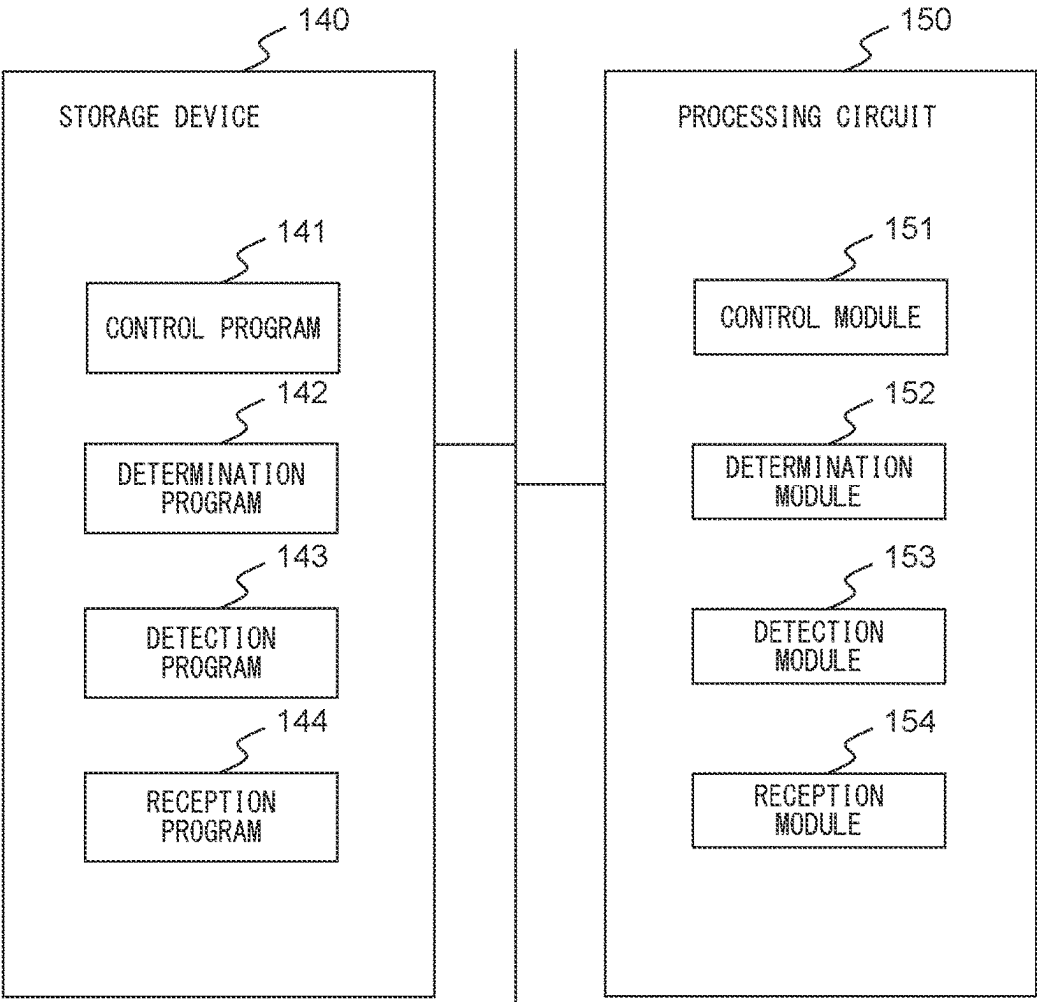 140
STORAGE DEVICE
141
CONTROL PROGRAM
142
DETERMINATION
PROGRAM
143
DETECTION
PROGRAM
144
RECEPTION
PROGRAM
150
PROCESSING CIRCUIT
151
CONTROL MODULE
152
DETERMINATION
MODULE
153
DETECTION
MODULE
154
RECEPTION
MODULE